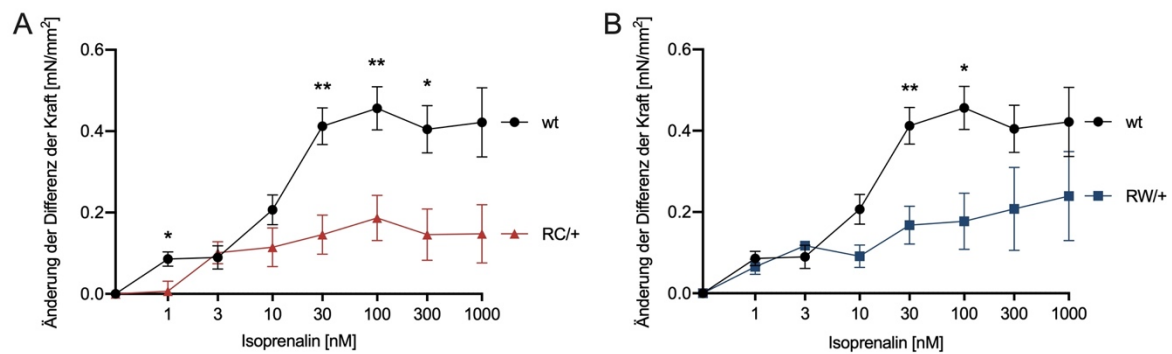 A
Änderung der Differenz der Kraft [mN/mm²]
0.6
0.4
0.2
0.0
*
**
**
*
wt
RC/+
1 3 10 30 100 300 1000
Isoprenalin [nM]
B
Änderung der Differenz der Kraft [mN/mm²]
0.6
0.4
0.2
0.0
**
*
wt
RW/+
1 3 10 30 100 300 1000
Isoprenalin [nM]